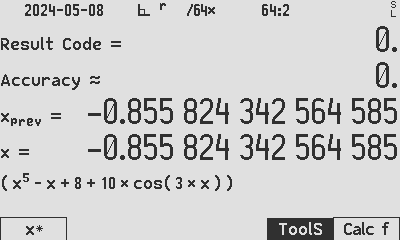 2024-05-08 ∟ r /64× 64:2 S L
Result Code = 0.
Accuracy ≈ 0.
xprev = -0.855 824 342 564 585
x = -0.855 824 342 564 585
(x⁵-x+8+10×cos(3×x))
x* ToolS Calc f